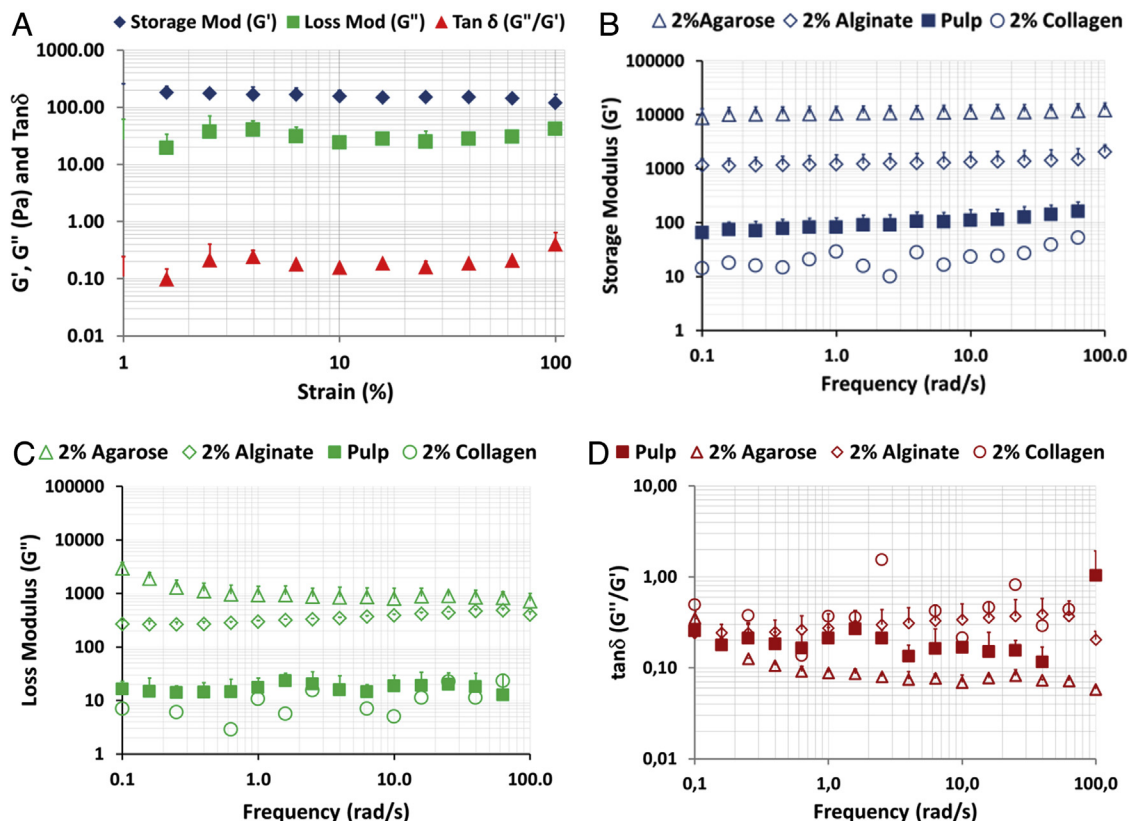 A
Storage Mod (G') Loss Mod (G") Tan δ (G"/G')
1000.00
100.00
10.00
1.00
0.10
0.01
G', G" (Pa) and Tanδ
1 10 100
Strain (%)
B
2%Agarose 2% Alginate Pulp 2% Collagen
100000
10000
1000
100
10
1
Storage Modulus (G')
0.1 1.0 10.0 100.0
Frequency (rad/s)
C
2% Agarose 2% Alginate Pulp 2% Collagen
100000
10000
1000
100
10
1
Loss Modulus (G")
0.1 1.0 10.0 100.0
Frequency (rad/s)
D
Pulp 2% Agarose 2% Alginate 2% Collagen
10,00
1,00
0,10
0,01
tanδ (G"/G')
0,1 1,0 10,0 100,0
Frequency (rad/s)